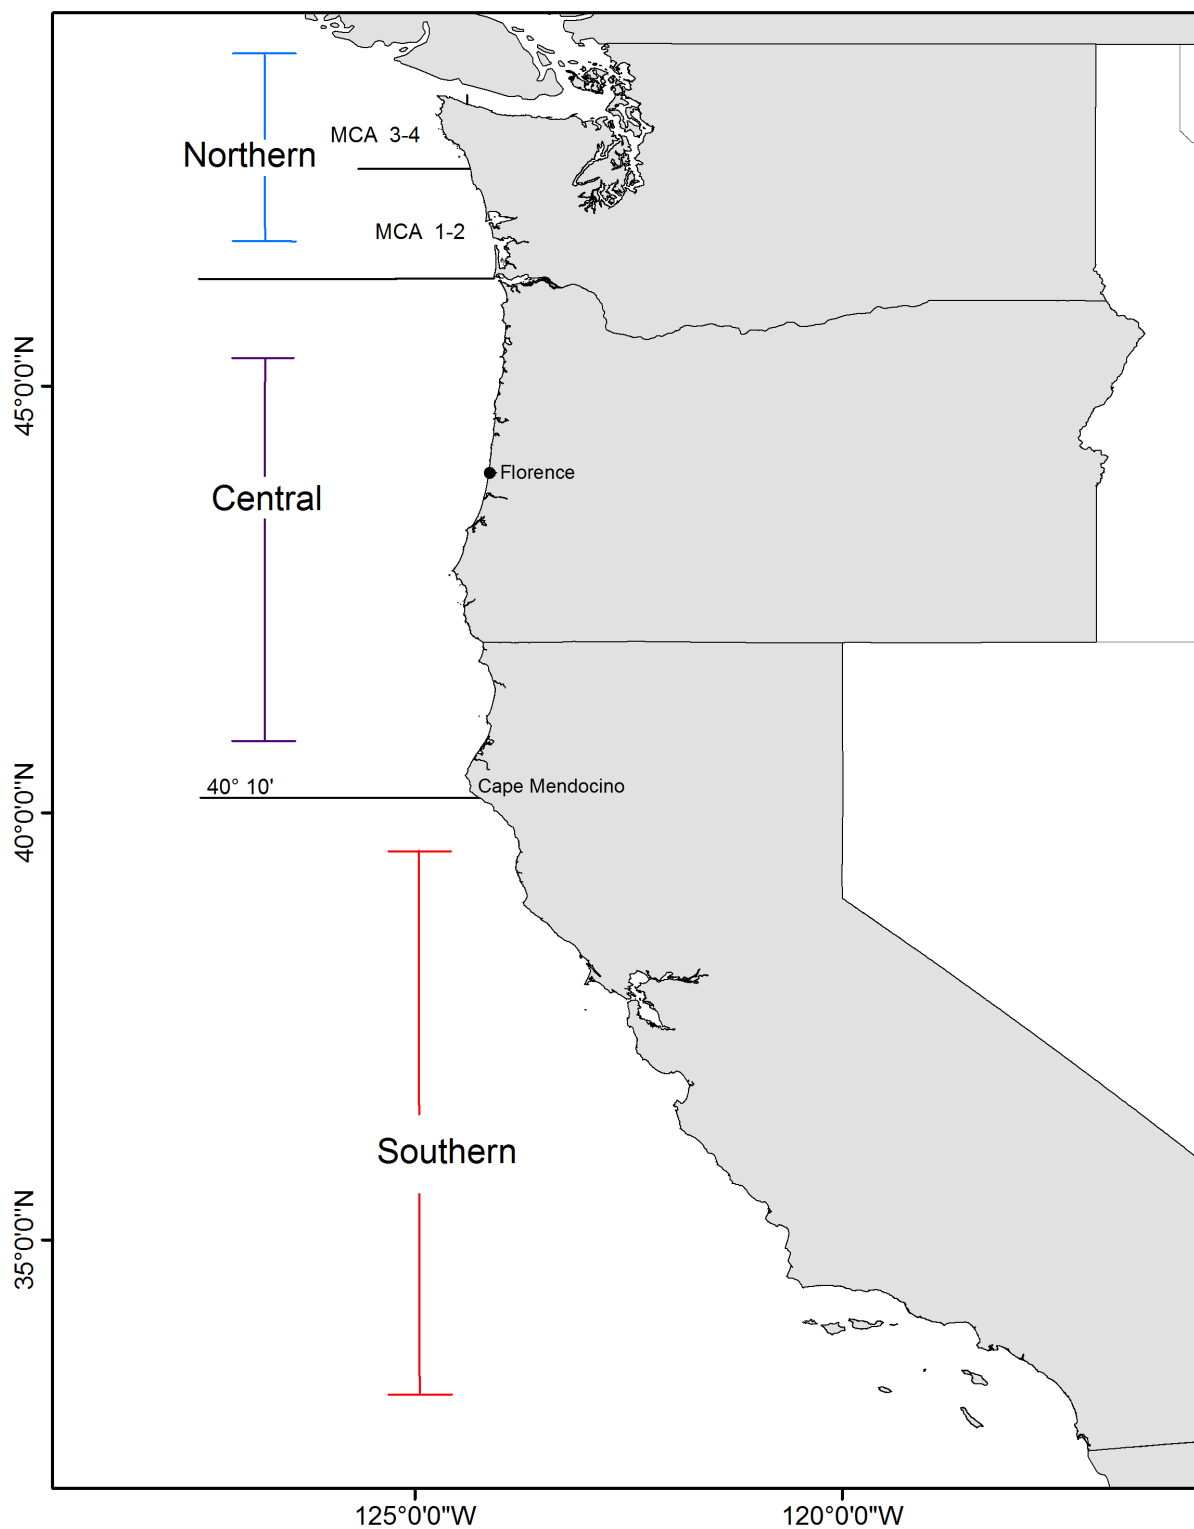 MCA 3-4
Northern
MCA 1-2
45°0'0"N
Florence
Central
40° 10'
Cape Mendocino
40°0'0"N
Southern
35°0'0"N
125°0'0"W
120°0'0"W